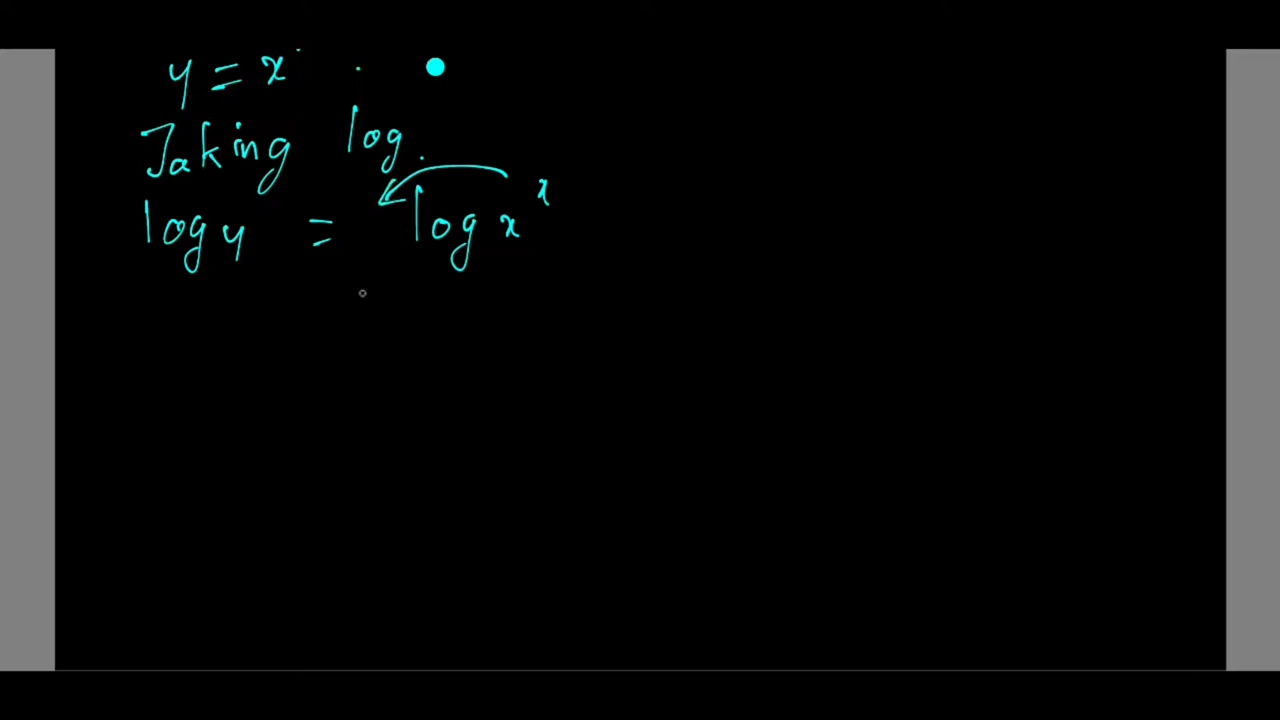 y = x
Taking log.
log y = log x^x